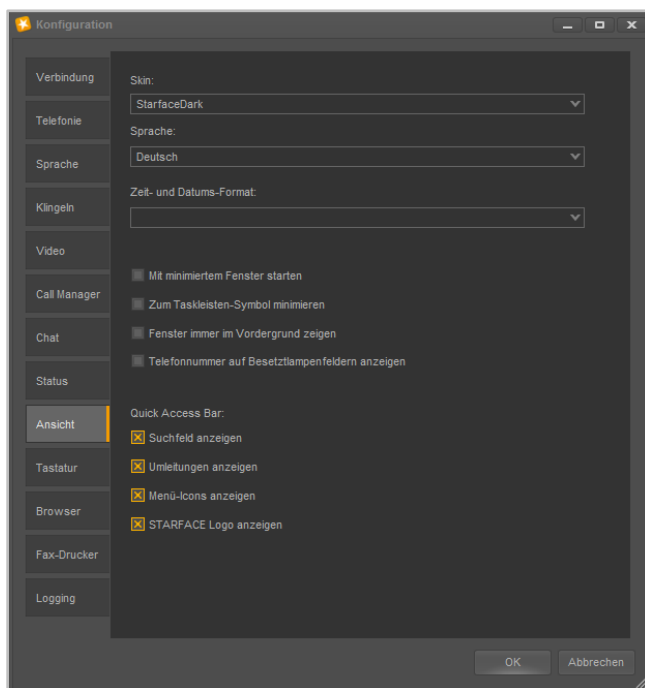 Konfiguration
Verbindung
Telefonie
Sprache
Klingeln
Video
Call Manager
Chat
Status
Ansicht
Tastatur
Browser
Fax-Drucker
Logging
Skin:
StarfaceDark
Sprache:
Deutsch
Zeit- und Datums-Format:
Mit minimiertem Fenster starten
Zum Taskleisten-Symbol minimieren
Fenster immer im Vordergrund zeigen
Telefonnummer auf Besetztlampenfeldern anzeigen
Quick Access Bar:
Suchfeld anzeigen
Umleitungen anzeigen
Menü-Icons anzeigen
STARFACE Logo anzeigen
OK
Abbrechen